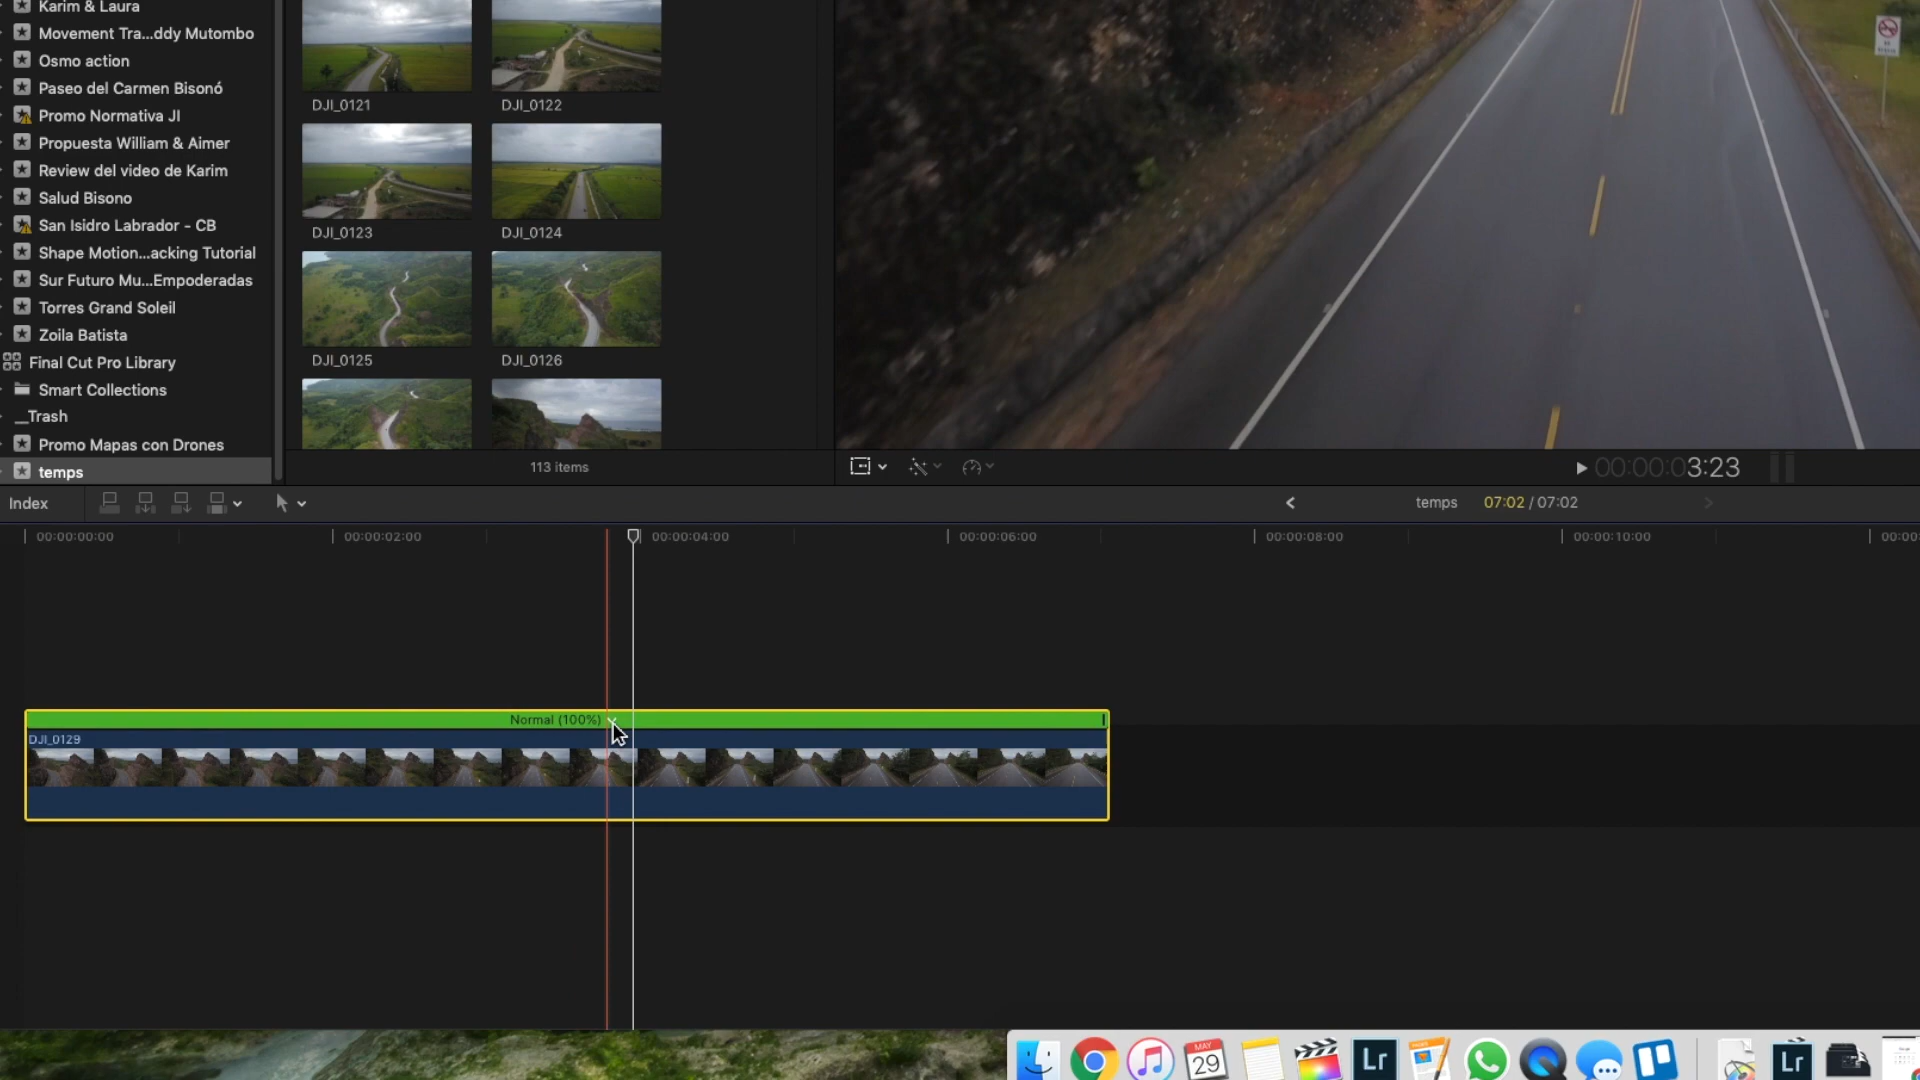 Karim & Laura
Movement Tra...ddy Mutombo
Osmo action
Paseo del Carmen Bisonó
Promo Normativa JI
Propuesta William & Aimer
Review del video de Karim
Salud Bisono
San Isidro Labrador - CB
Shape Motion...acking Tutorial
Sur Futuro Mu...Empoderadas
Torres Grand Soleil
Zoila Batista
Final Cut Pro Library
Smart Collections
__Trash
Promo Mapas con Drones
temps
DJI_0121 DJI_0122
DJI_0123 DJI_0124
DJI_0125 DJI_0126
113 items
00:00:03:23
Index
temps 07:02 / 07:02
00:00:00:00 00:00:02:00 00:00:04:00 00:00:06:00 00:00:08:00 00:00:10:00 00:00:
Normal (100%)
DJI_0129
MAY
29
Lr
Lr